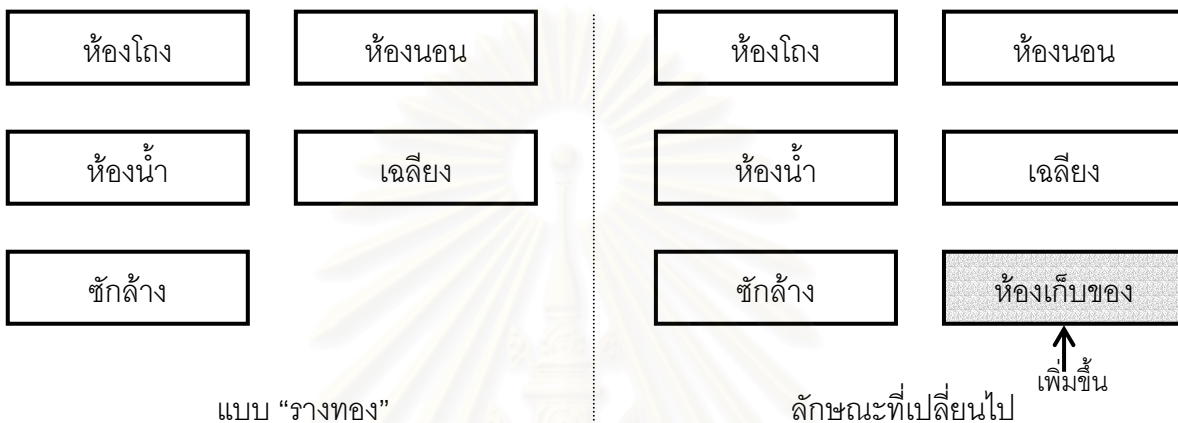 ห้องโถง ห้องนอน ห้องโถง ห้องนอน
ห้องน้ำ เฉลียง ห้องน้ำ เฉลียง
ซักล้าง ซักล้าง ห้องเก็บของ
เพิ่มขึ้น
แบบ “รางทอง” ลักษณะที่เปลี่ยนไป